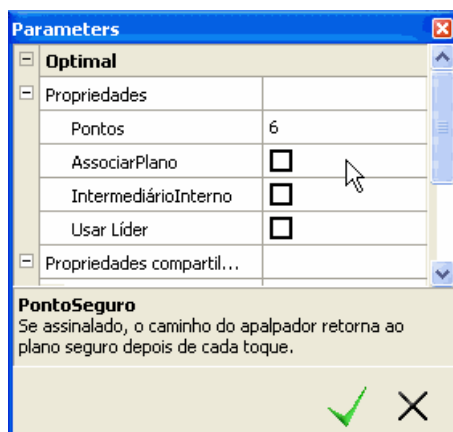 Parameters
Optimal
Propriedades
Pontos 6
AssociarPlano
IntermediárioInterno
Usar Líder
Propriedades compartil...
PontoSeguro
Se assinalado, o caminho do apalpador retorna ao
plano seguro depois de cada toque.